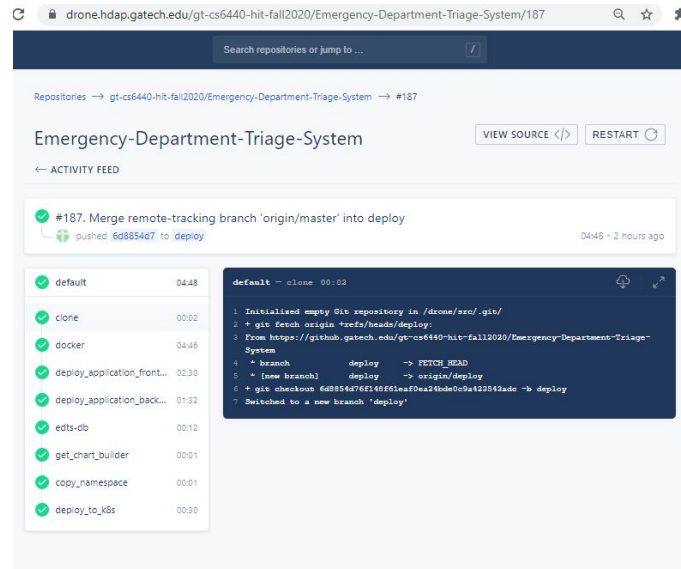 drone.hdap.gatech.edu/gt-cs6440-hit-fall2020/Emergency-Department-Triage-System/187
Search repositories or jump to ...
/
Repositories → gt-cs6440-hit-fall2020/Emergency-Department-Triage-System → #187
Emergency-Department-Triage-System
VIEW SOURCE </>
RESTART
← ACTIVITY FEED
#187. Merge remote-tracking branch 'origin/master' into deploy
pushed 6d8854d7 to deploy
04:48 - 2 hours ago
default 04:48
clone 00:02
docker 04:46
deploy_application_front... 02:30
deploy_application_back... 01:32
edts-db 00:12
get_chart_builder 00:01
copy_namespace 00:01
deploy_to_k8s 00:30
default — clone 00:02
1 Initialized empty Git repository in /drone/src/.git/
2 + git fetch origin +refs/heads/deploy:
3 From https://github.gatech.edu/gt-cs6440-hit-fall2020/Emergency-Department-Triage-
System
4 * branch deploy -> FETCH_HEAD
5 * [new branch] deploy -> origin/deploy
6 + git checkout 6d8854d76f148f61eaf0ea24bde0c9a423543adc -b deploy
7 Switched to a new branch 'deploy'